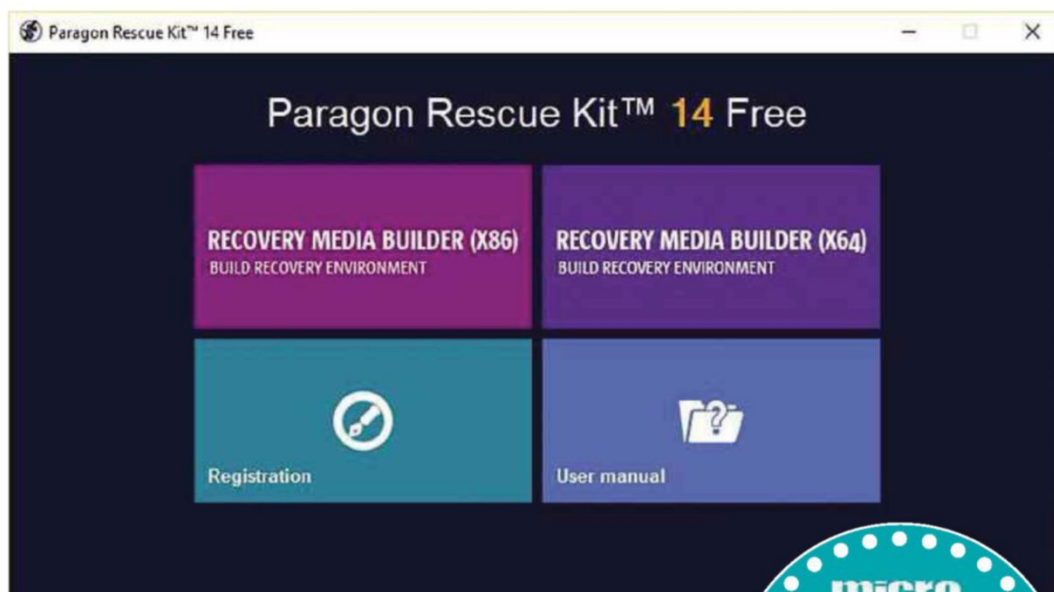 Paragon Rescue Kit™ 14 Free
Paragon Rescue Kit™ 14 Free
RECOVERY MEDIA BUILDER (X86)
BUILD RECOVERY ENVIRONMENT
RECOVERY MEDIA BUILDER (X64)
BUILD RECOVERY ENVIRONMENT
Registration
User manual
micro